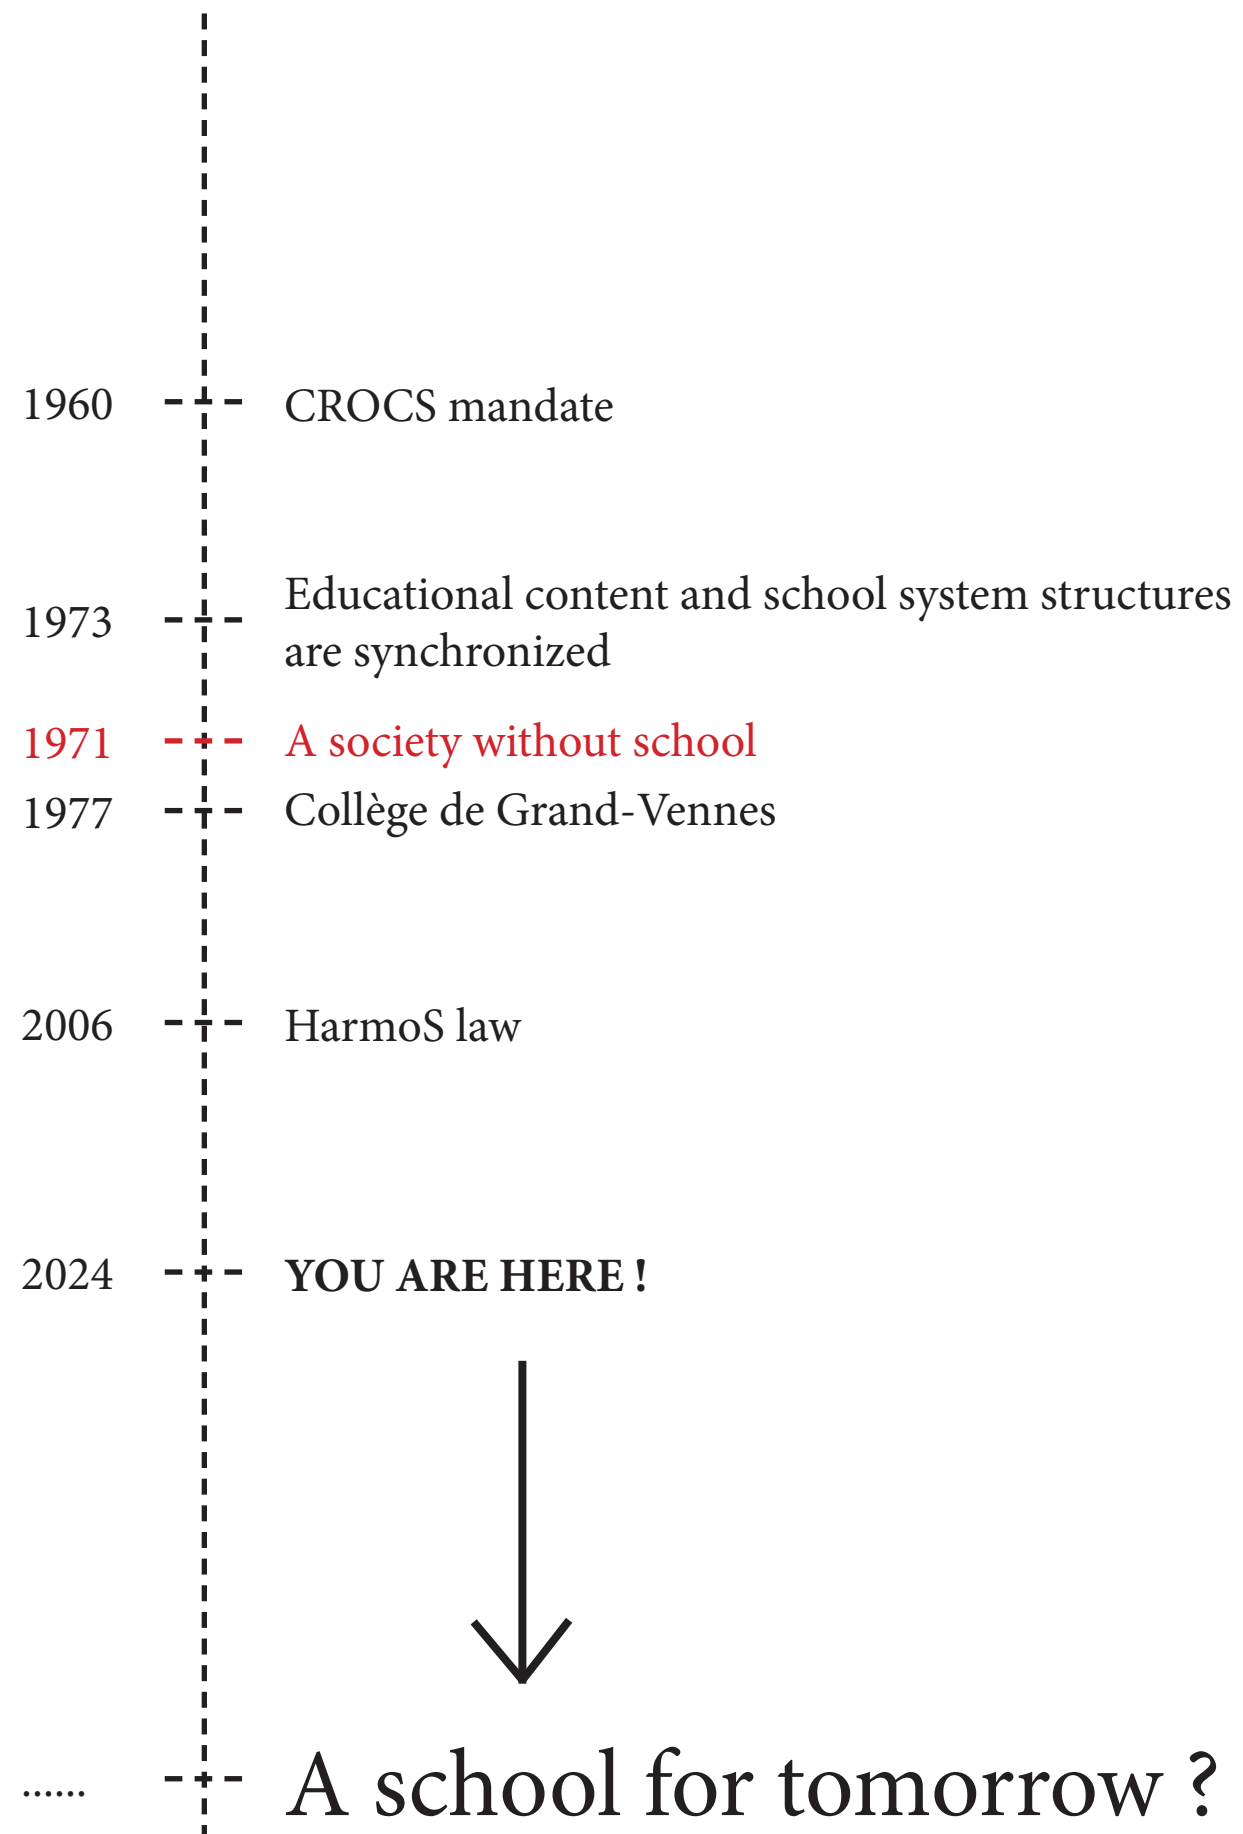 1960 CROCS mandate
1973 Educational content and school system structures
are synchronized
1971 A society without school
1977 Collège de Grand-Vennes
2006 HarmoS law
2024 YOU ARE HERE !
...... A school for tomorrow ?